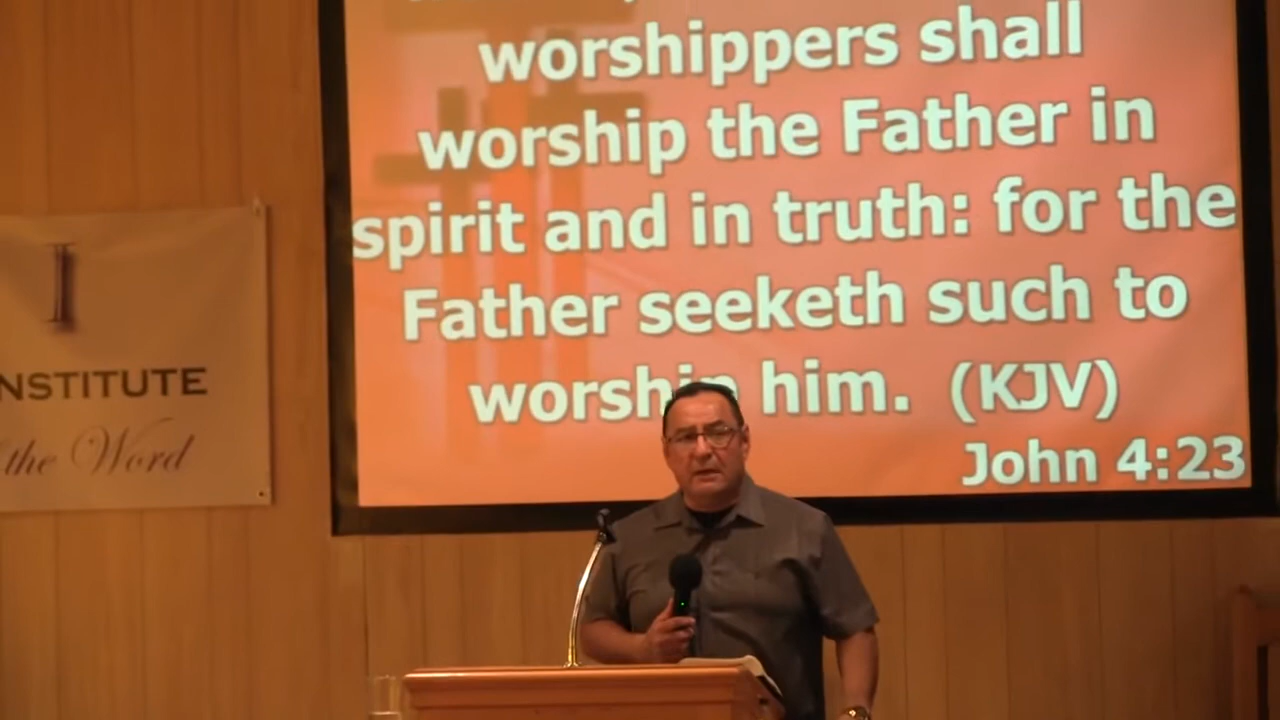 worshippers shall
worship the Father in
spirit and in truth: for the
Father seeketh such to
worship him. (KJV)
John 4:23
I
NSTITUTE
the Word